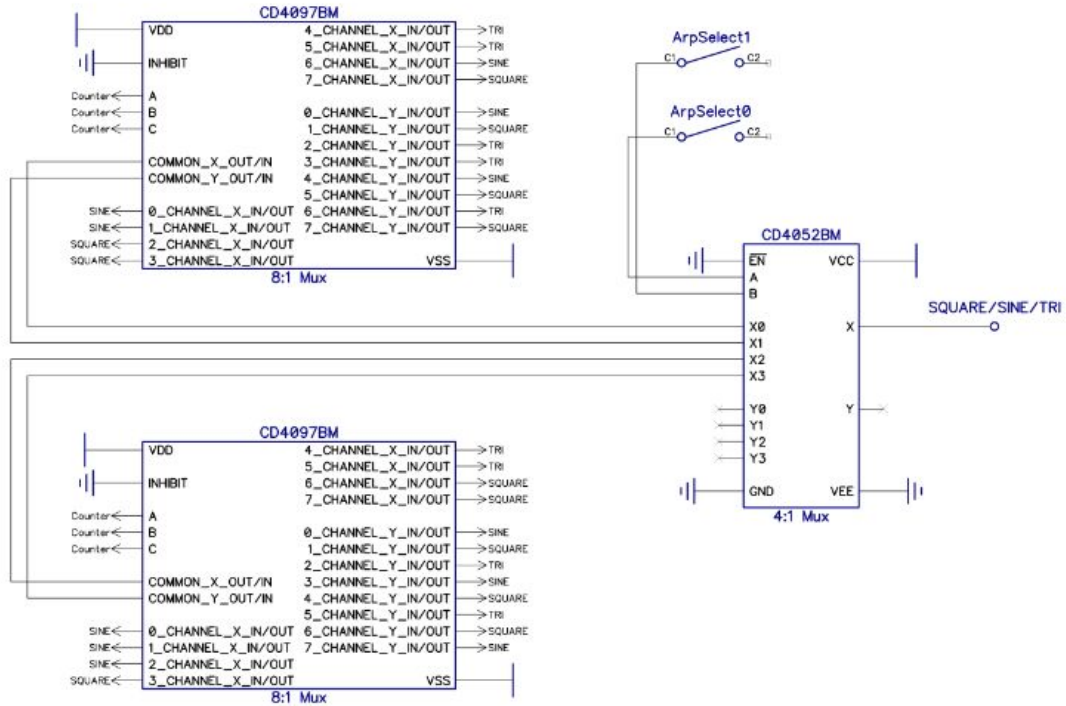 CD4097BM
VDD 4_CHANNEL_X_IN/OUT TRI
5_CHANNEL_X_IN/OUT TRI
INHIBIT 6_CHANNEL_X_IN/OUT SINE
7_CHANNEL_X_IN/OUT SQUARE
Counter A
Counter B 0_CHANNEL_Y_IN/OUT SINE
Counter C 1_CHANNEL_Y_IN/OUT SQUARE
2_CHANNEL_Y_IN/OUT TRI
COMMON_X_OUT/IN 3_CHANNEL_Y_IN/OUT TRI
COMMON_Y_OUT/IN 4_CHANNEL_Y_IN/OUT SINE
5_CHANNEL_Y_IN/OUT SQUARE
SINE 0_CHANNEL_X_IN/OUT 6_CHANNEL_Y_IN/OUT TRI
SINE 1_CHANNEL_X_IN/OUT 7_CHANNEL_Y_IN/OUT SQUARE
SQUARE 2_CHANNEL_X_IN/OUT
SQUARE 3_CHANNEL_X_IN/OUT VSS
8:1 Mux
ArpSelect1
C1 C2
ArpSelect0
C1 C2
CD4052BM
EN VCC
A
B
X0 X
X1
X2
X3
Y0 Y
Y1
Y2
Y3
GND VEE
4:1 Mux
SQUARE/SINE/TRI
CD4097BM
VDD 4_CHANNEL_X_IN/OUT TRI
5_CHANNEL_X_IN/OUT TRI
INHIBIT 6_CHANNEL_X_IN/OUT SQUARE
7_CHANNEL_X_IN/OUT SQUARE
Counter A
Counter B 0_CHANNEL_Y_IN/OUT SINE
Counter C 1_CHANNEL_Y_IN/OUT SQUARE
2_CHANNEL_Y_IN/OUT TRI
COMMON_X_OUT/IN 3_CHANNEL_Y_IN/OUT SINE
COMMON_Y_OUT/IN 4_CHANNEL_Y_IN/OUT SQUARE
5_CHANNEL_Y_IN/OUT TRI
SINE 0_CHANNEL_X_IN/OUT 6_CHANNEL_Y_IN/OUT SQUARE
SINE 1_CHANNEL_X_IN/OUT 7_CHANNEL_Y_IN/OUT SINE
SINE 2_CHANNEL_X_IN/OUT
SQUARE 3_CHANNEL_X_IN/OUT VSS
8:1 Mux